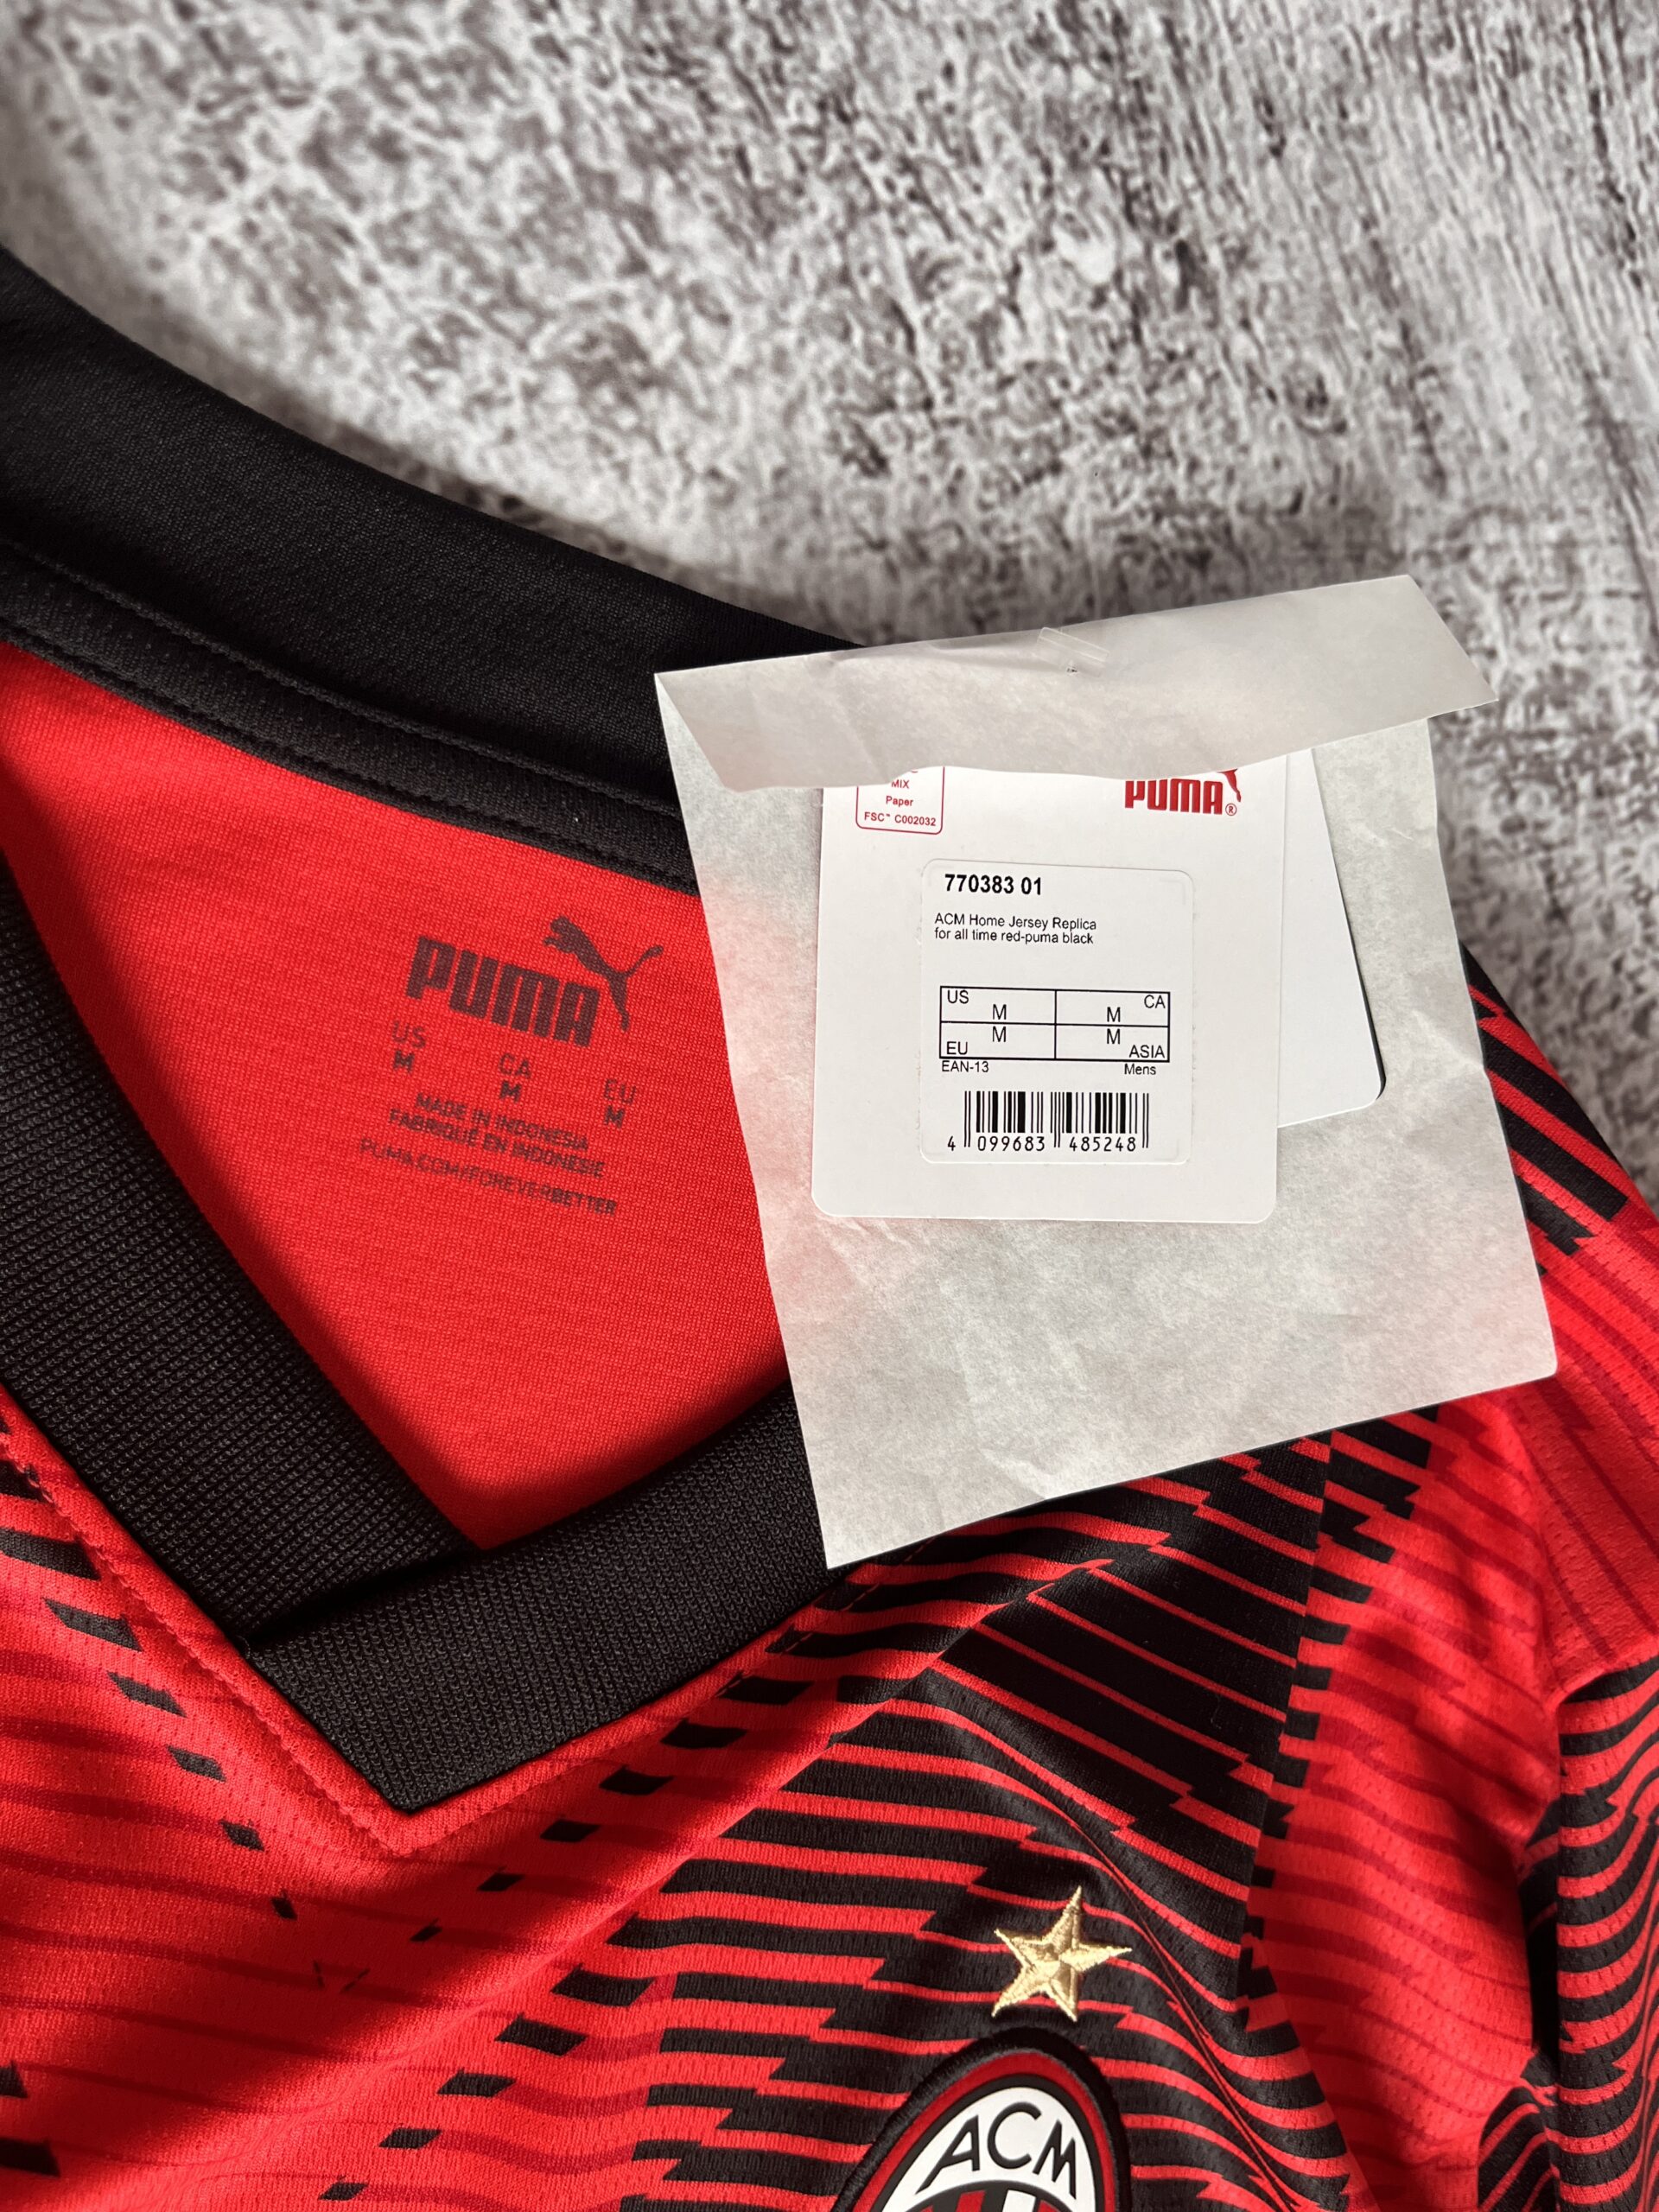 PUMA
US
M
CA
M
EU
M
MADE IN INDONESIA
FABRIQUÉ EN INDONÉSIE
PUMA.COM/FOREVERBETTER
MIX
Paper
FSC™ C002032
PUMA®
770383 01
ACM Home Jersey Replica
for all time red-puma black
US M M CA
EU M M ASIA
EAN-13 Mens
4 099683 485248
ACM